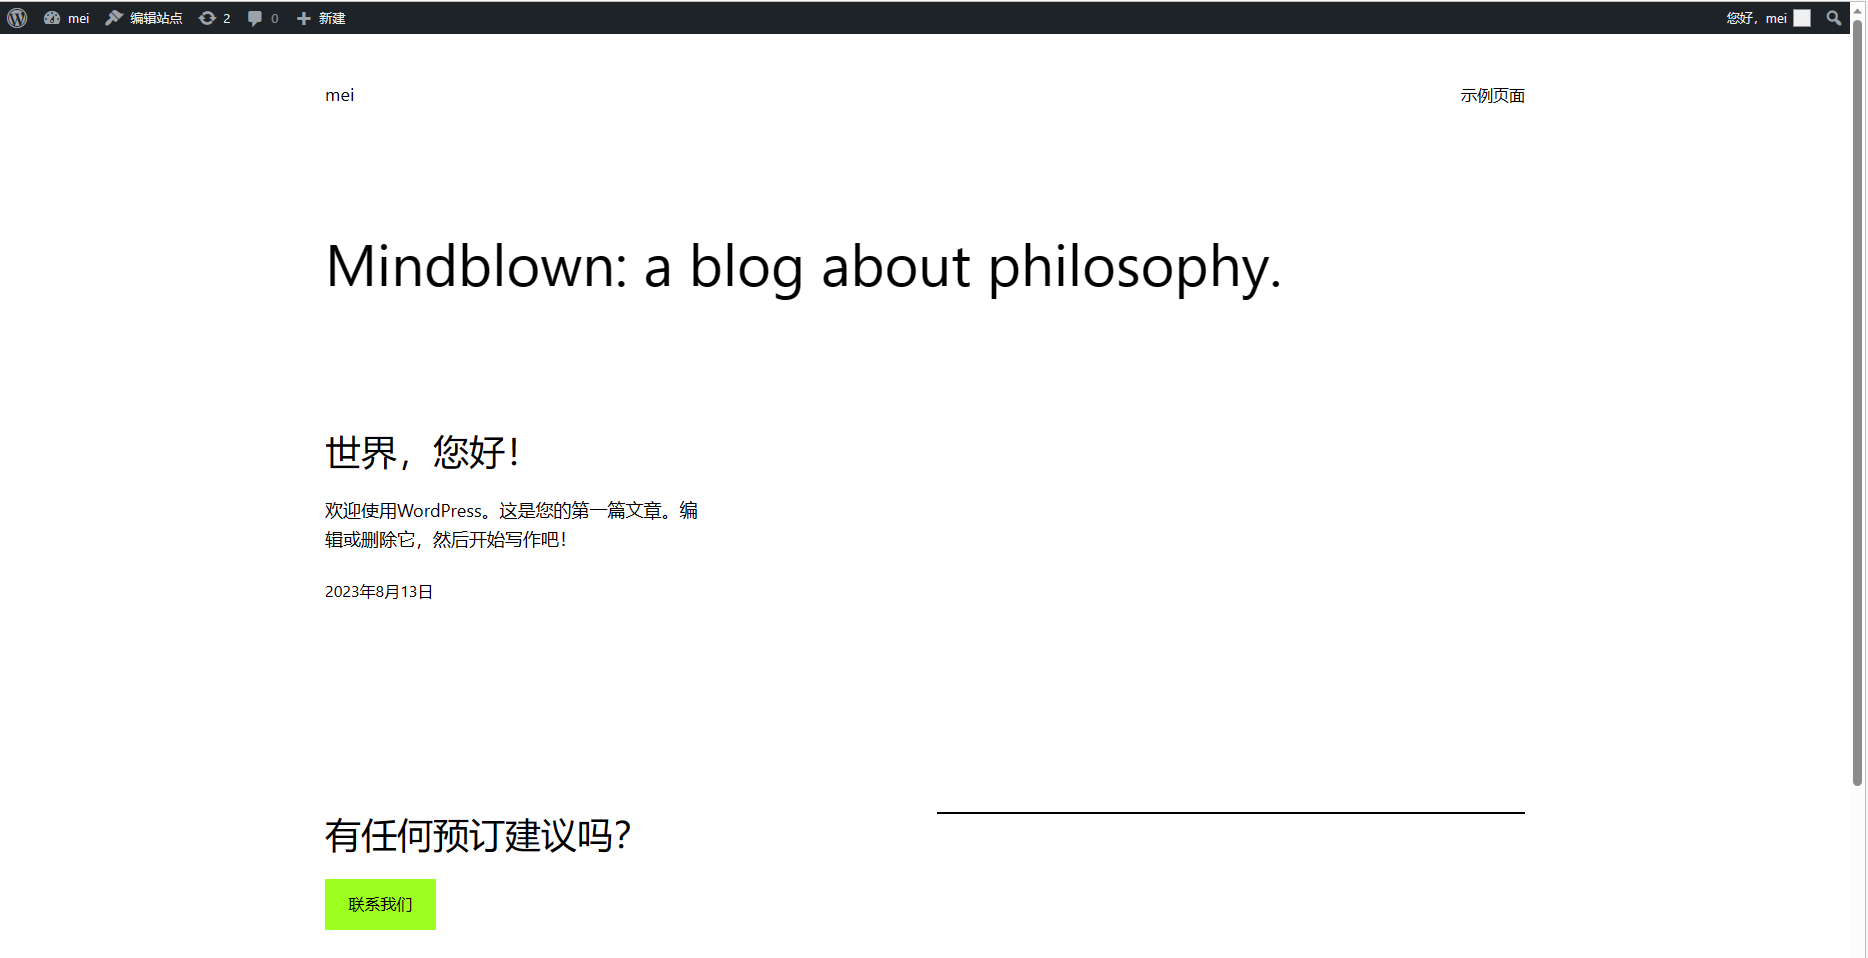 mei 编辑站点 2 0 新建 您好，mei
mei 示例页面
Mindblown: a blog about philosophy.
世界，您好！
欢迎使用WordPress。这是您的第一篇文章。编
辑或删除它，然后开始写作吧！
2023年8月13日
有任何预订建议吗？
联系我们